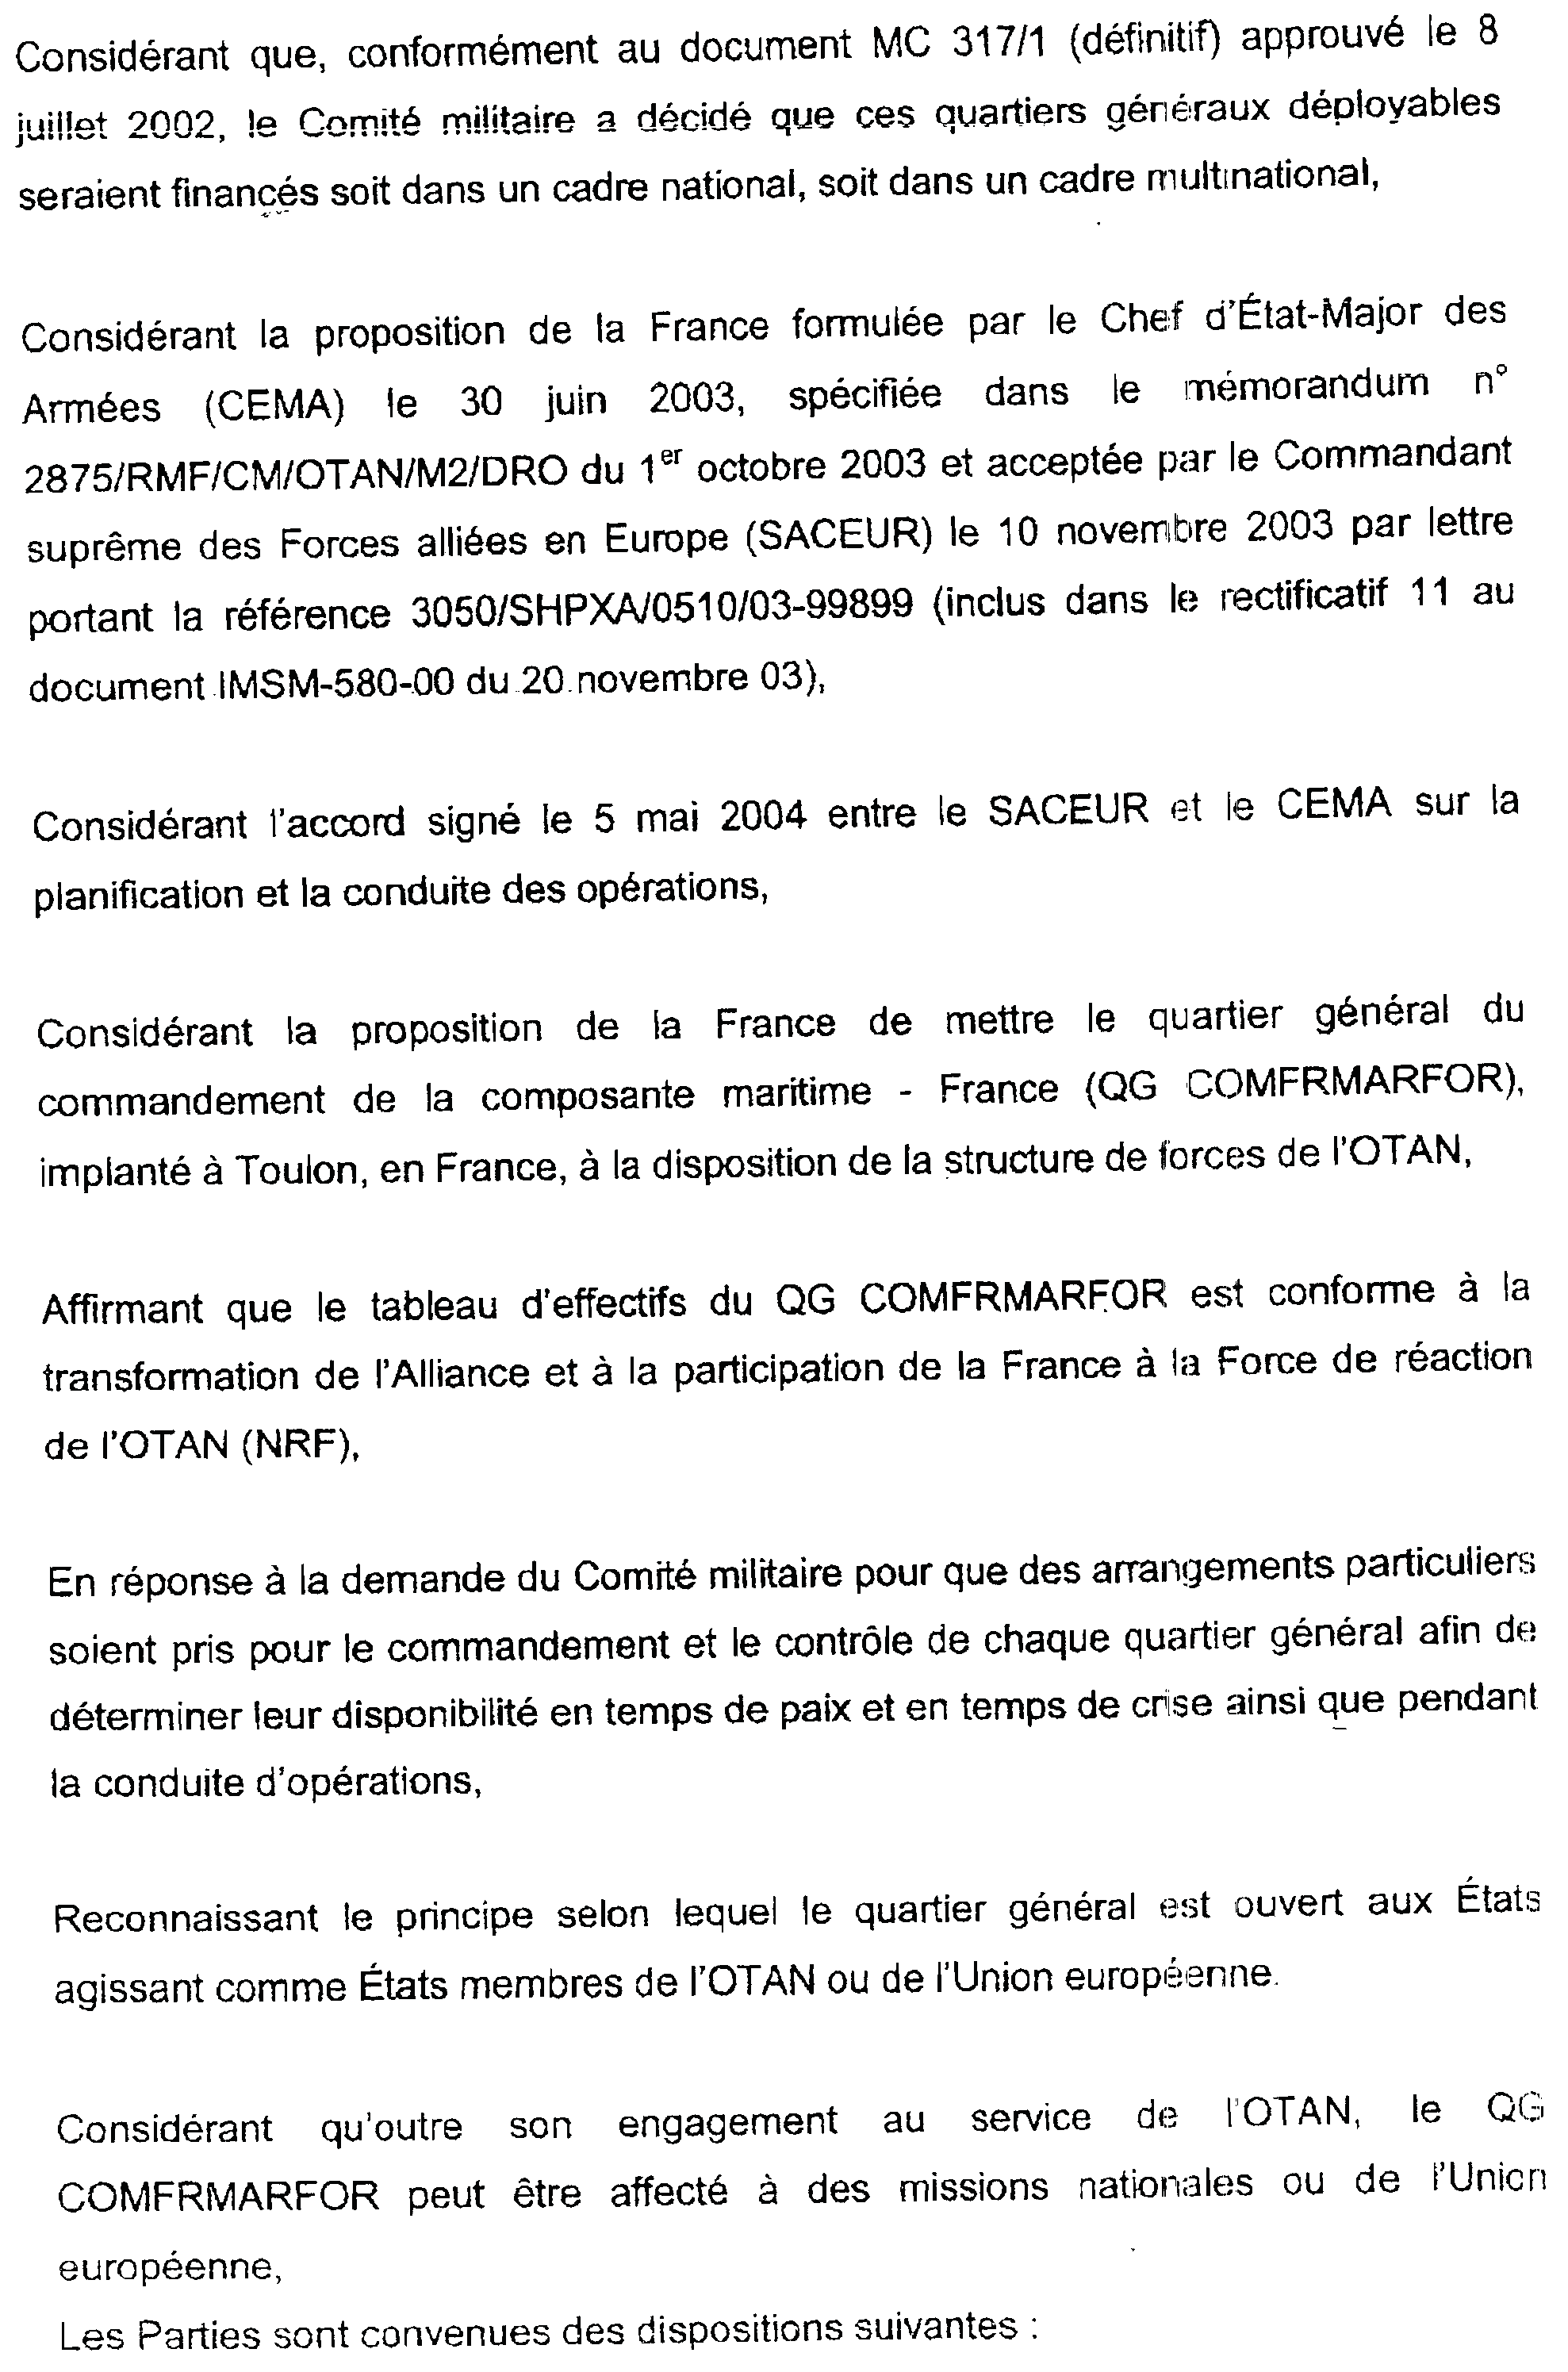 Considérant que, conformément au document MC 317/1 (définitif) approuvé le 8
juillet 2002, le Comité militaire a décidé que ces quartiers généraux déployables
seraient financés soit dans un cadre national, soit dans un cadre multinational,
Considérant la proposition de la France formulée par le Chef d'État-Major des
Armées (CEMA) le 30 juin 2003, spécifiée dans le mémorandum n°
2875/RMF/CM/OTAN/M2/DRO du 1er octobre 2003 et acceptée par le Commandant
suprême des Forces alliées en Europe (SACEUR) le 10 novembre 2003 par lettre
portant la référence 3050/SHPXA/0510/03-99899 (inclus dans le rectificatif 11 au
document IMSM-580-00 du 20 novembre 03),
Considérant l'accord signé le 5 mai 2004 entre le SACEUR et le CEMA sur la
planification et la conduite des opérations,
Considérant la proposition de la France de mettre le quartier général du
commandement de la composante maritime - France (QG COMFRMARFOR),
implanté à Toulon, en France, à la disposition de la structure de forces de l'OTAN,
Affirmant que le tableau d'effectifs du QG COMFRMARFOR est conforme à la
transformation de l'Alliance et à la participation de la France à la Force de réaction
de l'OTAN (NRF),
En réponse à la demande du Comité militaire pour que des arrangements particuliers
soient pris pour le commandement et le contrôle de chaque quartier général afin de
déterminer leur disponibilité en temps de paix et en temps de crise ainsi que pendant
la conduite d'opérations,
Reconnaissant le principe selon lequel le quartier général est ouvert aux États
agissant comme États membres de l'OTAN ou de l'Union européenne.
Considérant qu'outre son engagement au service de l'OTAN, le QG
COMFRMARFOR peut être affecté à des missions nationales ou de l'Union
européenne,
Les Parties sont convenues des dispositions suivantes :